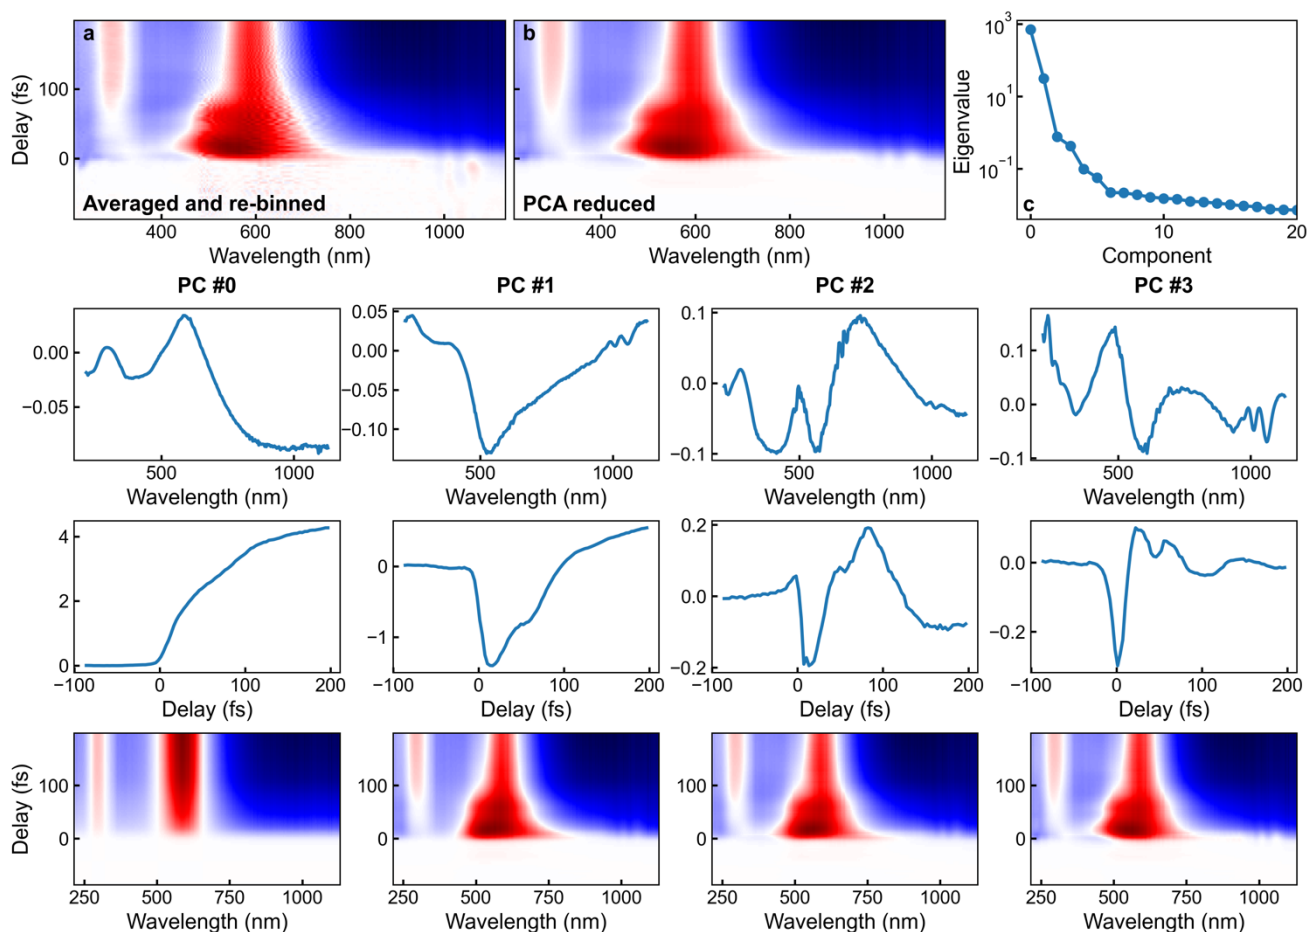 a
b
c
Delay (fs)
100
0
Averaged and re-binned
400 600 800 1000
Wavelength (nm)
PCA reduced
400 600 800 1000
Wavelength (nm)
Eigenvalue
10³
10¹
10⁻¹
0 10 20
Component
PC #0
PC #1
PC #2
PC #3
0.00
−0.05
500 1000
Wavelength (nm)
0.05
0.00
−0.05
−0.10
500 1000
Wavelength (nm)
0.1
0.0
−0.1
500 1000
Wavelength (nm)
0.1
0.0
−0.1
500 1000
Wavelength (nm)
4
2
0
−100 0 100 200
Delay (fs)
0
−1
−100 0 100 200
Delay (fs)
0.2
0.0
−0.2
−100 0 100 200
Delay (fs)
0.0
−0.2
−100 0 100 200
Delay (fs)
Delay (fs)
100
0
250 500 750 1000
Wavelength (nm)
100
0
250 500 750 1000
Wavelength (nm)
100
0
250 500 750 1000
Wavelength (nm)
100
0
250 500 750 1000
Wavelength (nm)